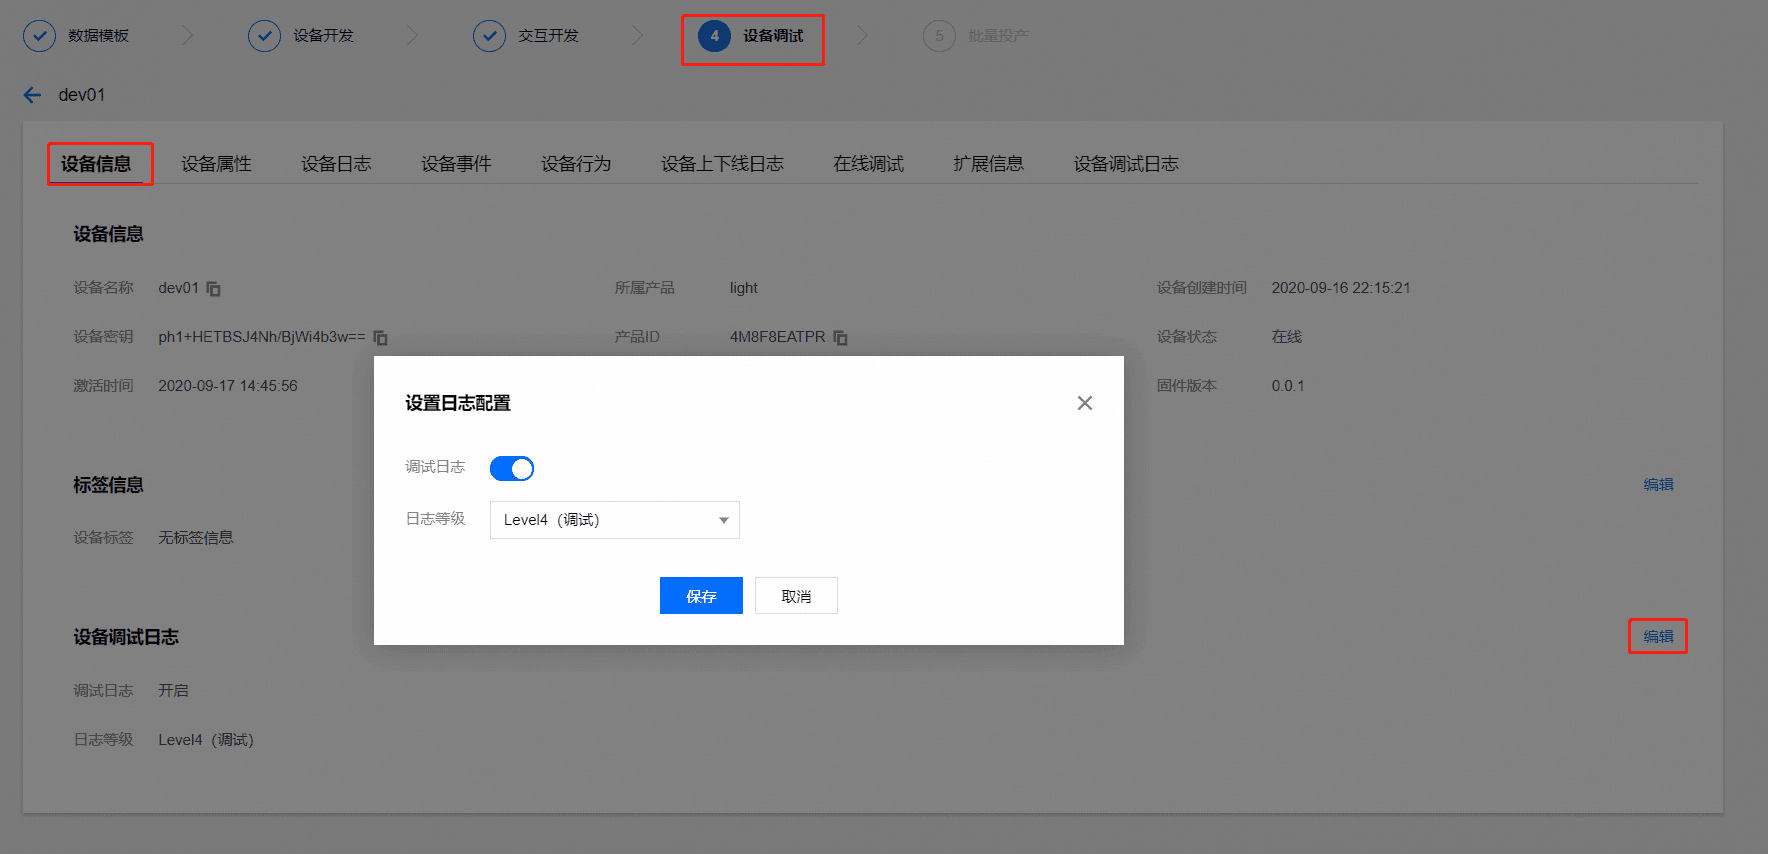 数据模板 设备开发 交互开发 4 设备调试 5 批量投产
dev01
设备信息 设备属性 设备日志 设备事件 设备行为 设备上下线日志 在线调试 扩展信息 设备调试日志
设备信息
设备名称 dev01 所属产品 light 设备创建时间 2020-09-16 22:15:21
设备密钥 ph1+HETBSJ4Nh/BjWi4b3w== 产品ID 4M8F8EATPR 设备状态 在线
激活时间 2020-09-17 14:45:56 固件版本 0.0.1
设置日志配置
调试日志
日志等级 Level4（调试）
保存 取消
标签信息 编辑
设备标签 无标签信息
设备调试日志 编辑
调试日志 开启
日志等级 Level4（调试）